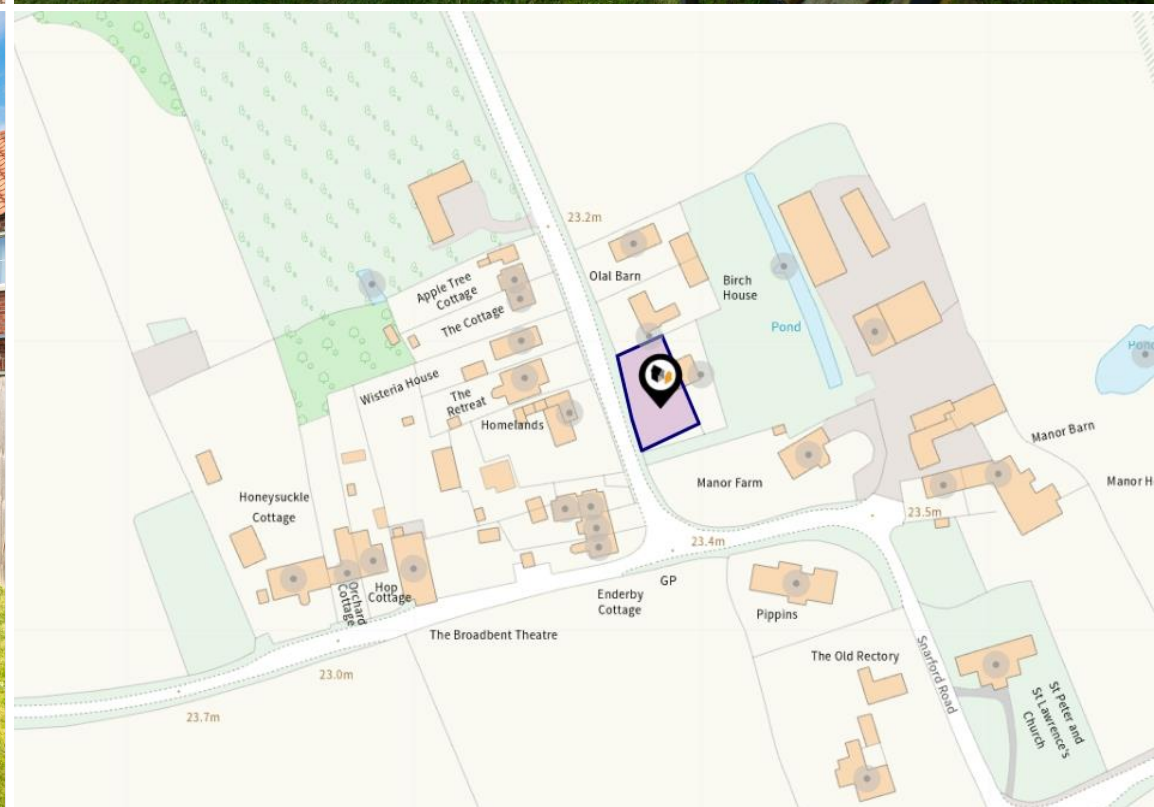 23.2m
Olal Barn
Birch
House
Pond
Apple Tree
Cottage
The Cottage
Wisteria House
The
Retreat
Homelands
Manor Barn
Manor Farm
Honeysuckle
Cottage
23.5m
23.4m
GP
Orchard
Cottage
Hop
Cottage
Enderby
Cottage
Pippins
The Broadbent Theatre
The Old Rectory
Snarford Road
23.0m
St Peter and
St Lawrence's
Church
23.7m